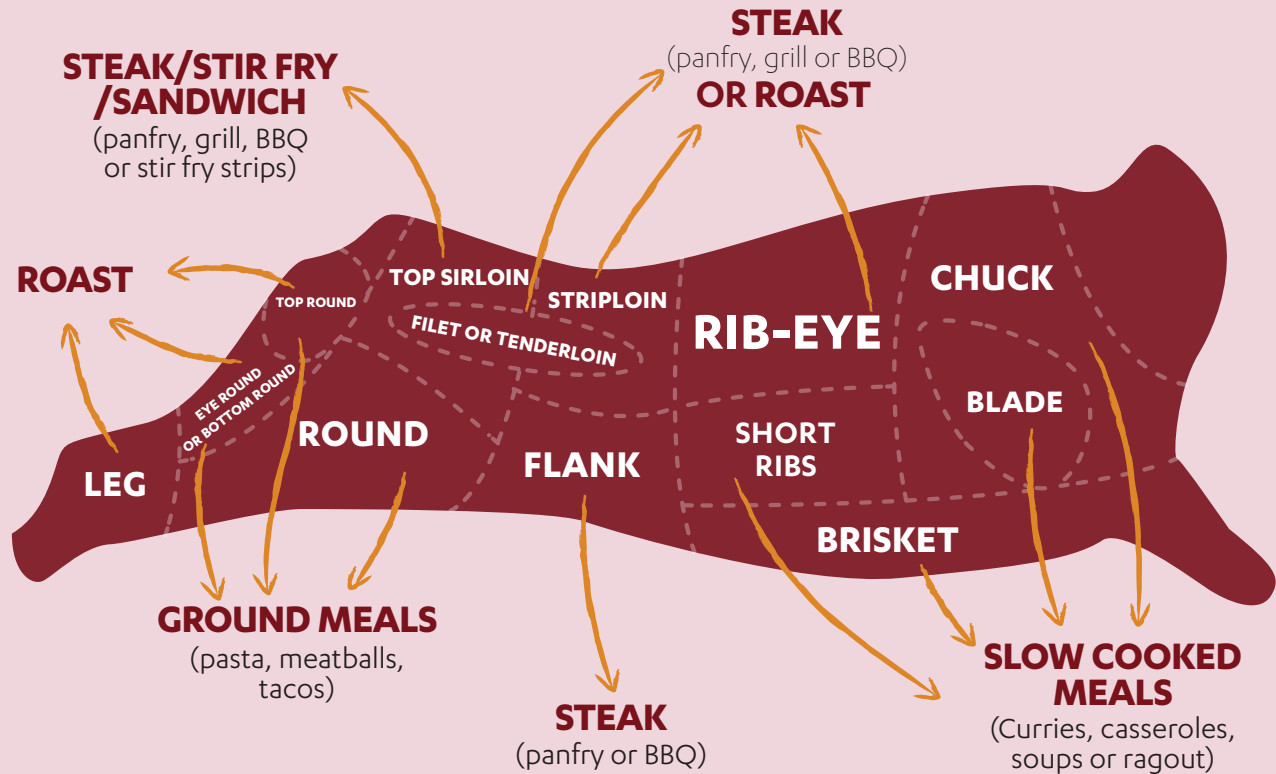 STEAK/STIR FRY
/SANDWICH
(panfry, grill, BBQ
or stir fry strips)
STEAK
(panfry, grill or BBQ)
OR ROAST
ROAST
TOP ROUND
TOP SIRLOIN
STRIPLOIN
FILET OR TENDERLOIN
RIB-EYE
CHUCK
BLADE
EYE ROUND
OR BOTTOM ROUND
ROUND
LEG
FLANK
SHORT
RIBS
BRISKET
GROUND MEALS
(pasta, meatballs,
tacos)
STEAK
(panfry or BBQ)
SLOW COOKED
MEALS
(Curries, casseroles,
soups or ragout)